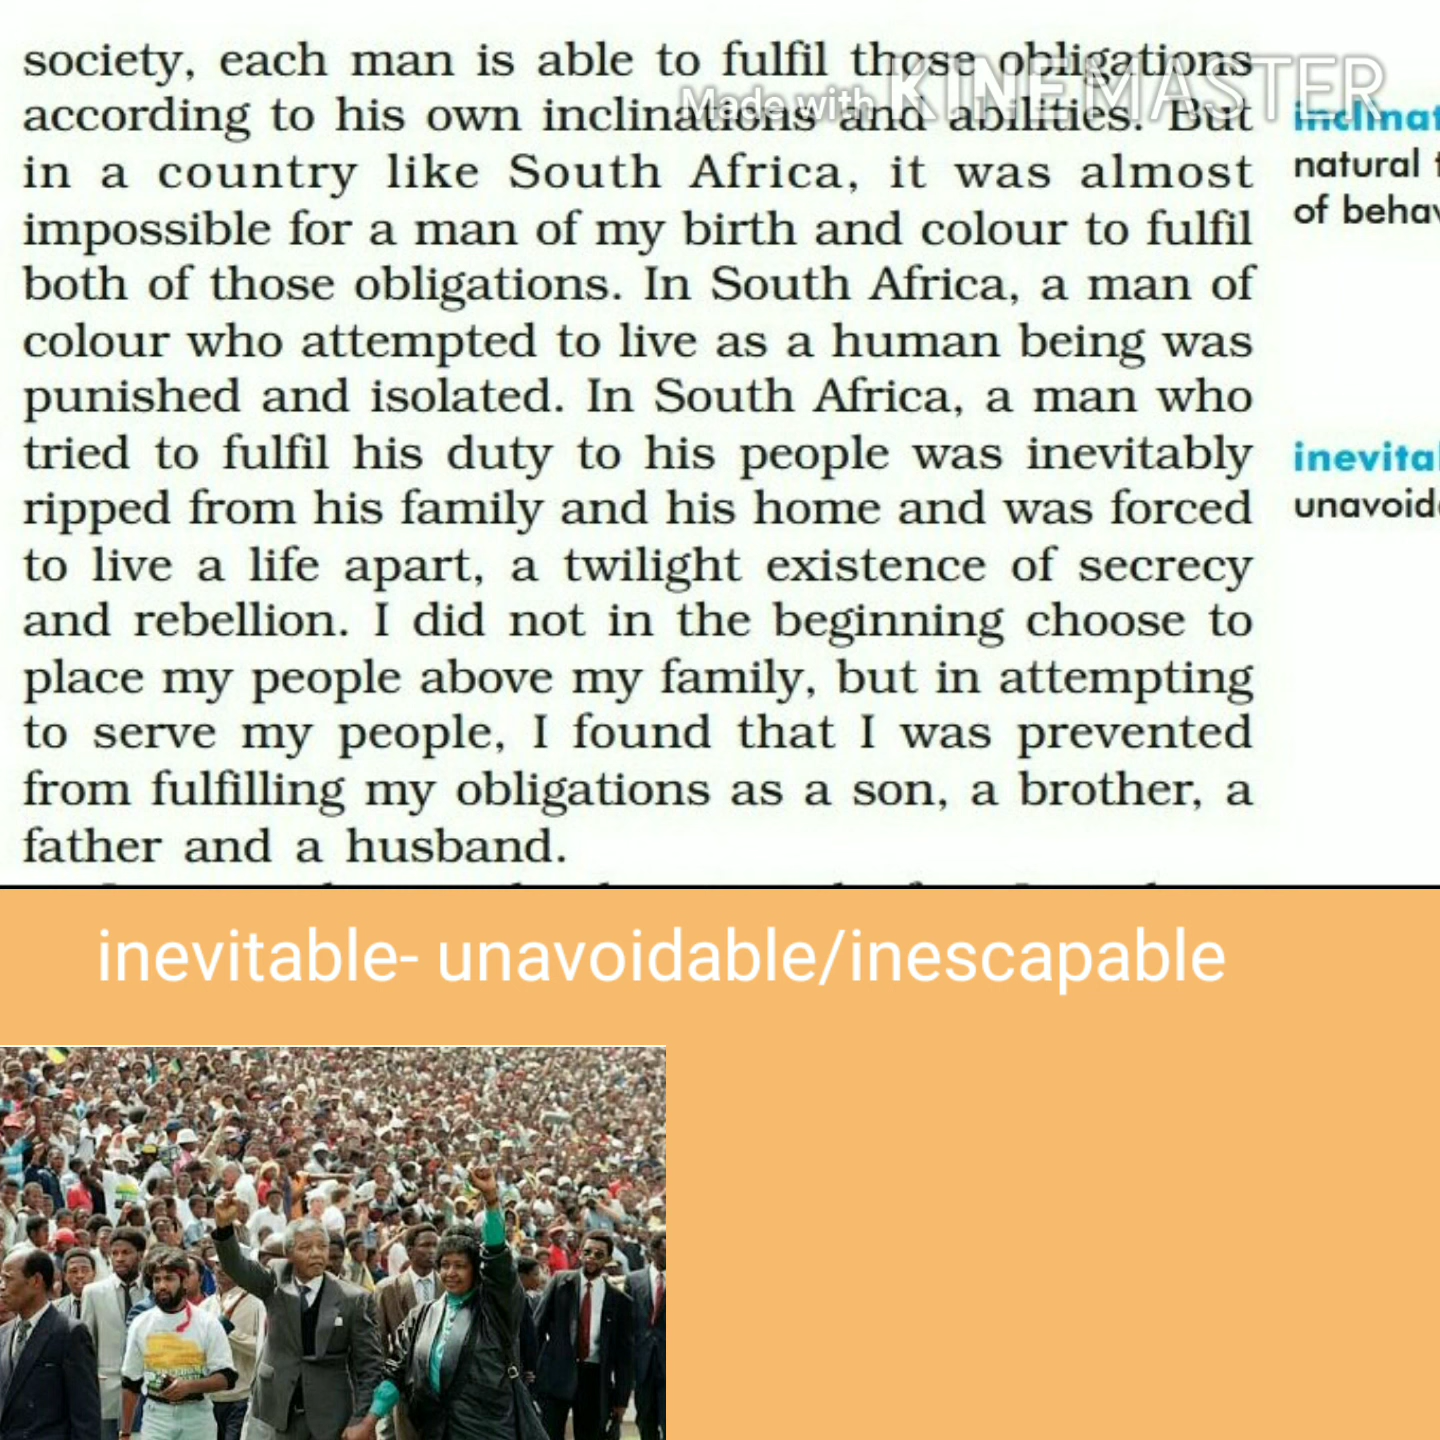 society, each man is able to fulfil those obligations
Made with KINEMASTER
according to his own inclinations and abilities. But
in a country like South Africa, it was almost
impossible for a man of my birth and colour to fulfil
both of those obligations. In South Africa, a man of
colour who attempted to live as a human being was
punished and isolated. In South Africa, a man who
tried to fulfil his duty to his people was inevitably
ripped from his family and his home and was forced
to live a life apart, a twilight existence of secrecy
and rebellion. I did not in the beginning choose to
place my people above my family, but in attempting
to serve my people, I found that I was prevented
from fulfilling my obligations as a son, a brother, a
father and a husband.
inclinat
natural
of behav
inevita
unavoid
inevitable- unavoidable/inescapable